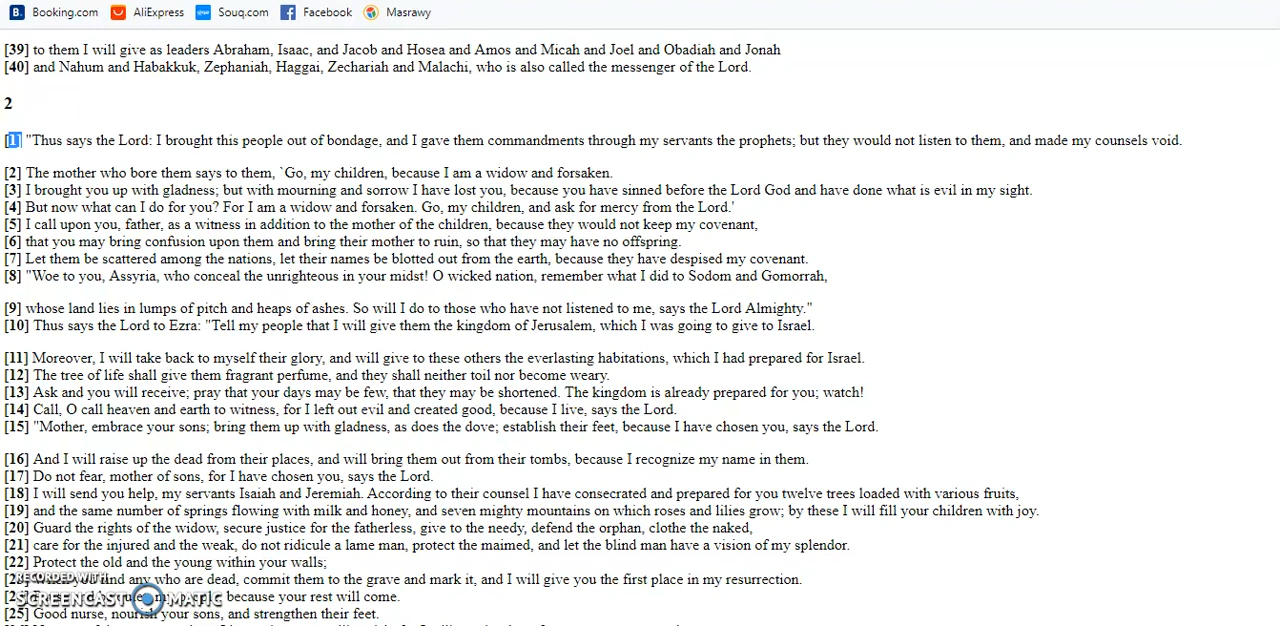 B. Booking.com AliExpress Souq.com Facebook Masrawy
[39] to them I will give as leaders Abraham, Isaac, and Jacob and Hosea and Amos and Micah and Joel and Obadiah and Jonah
[40] and Nahum and Habakkuk, Zephaniah, Haggai, Zechariah and Malachi, who is also called the messenger of the Lord.
2
[1] "Thus says the Lord: I brought this people out of bondage, and I gave them commandments through my servants the prophets; but they would not listen to them, and made my counsels void.
[2] The mother who bore them says to them, `Go, my children, because I am a widow and forsaken.
[3] I brought you up with gladness; but with mourning and sorrow I have lost you, because you have sinned before the Lord God and have done what is evil in my sight.
[4] But now what can I do for you? For I am a widow and forsaken. Go, my children, and ask for mercy from the Lord.'
[5] I call upon you, father, as a witness in addition to the mother of the children, because they would not keep my covenant,
[6] that you may bring confusion upon them and bring their mother to ruin, so that they may have no offspring.
[7] Let them be scattered among the nations, let their names be blotted out from the earth, because they have despised my covenant.
[8] "Woe to you, Assyria, who conceal the unrighteous in your midst! O wicked nation, remember what I did to Sodom and Gomorrah,
[9] whose land lies in lumps of pitch and heaps of ashes. So will I do to those who have not listened to me, says the Lord Almighty."
[10] Thus says the Lord to Ezra: "Tell my people that I will give them the kingdom of Jerusalem, which I was going to give to Israel.
[11] Moreover, I will take back to myself their glory, and will give to these others the everlasting habitations, which I had prepared for Israel.
[12] The tree of life shall give them fragrant perfume, and they shall neither toil nor become weary.
[13] Ask and you will receive; pray that your days may be few, that they may be shortened. The kingdom is already prepared for you; watch!
[14] Call, O call heaven and earth to witness, for I left out evil and created good, because I live, says the Lord.
[15] "Mother, embrace your sons; bring them up with gladness, as does the dove; establish their feet, because I have chosen you, says the Lord.
[16] And I will raise up the dead from their places, and will bring them out from their tombs, because I recognize my name in them.
[17] Do not fear, mother of sons, for I have chosen you, says the Lord.
[18] I will send you help, my servants Isaiah and Jeremiah. According to their counsel I have consecrated and prepared for you twelve trees loaded with various fruits,
[19] and the same number of springs flowing with milk and honey, and seven mighty mountains on which roses and lilies grow; by these I will fill your children with joy.
[20] Guard the rights of the widow, secure justice for the fatherless, give to the needy, defend the orphan, clothe the naked,
[21] care for the injured and the weak, do not ridicule a lame man, protect the maimed, and let the blind man have a vision of my splendor.
[22] Protect the old and the young within your walls;
find any who are dead, commit them to the grave and mark it, and I will give you the first place in my resurrection.
because your rest will come.
[25] Good nurse, nourish your sons, and strengthen their feet.
RECORDED WITH
SCREENCAST MATIC